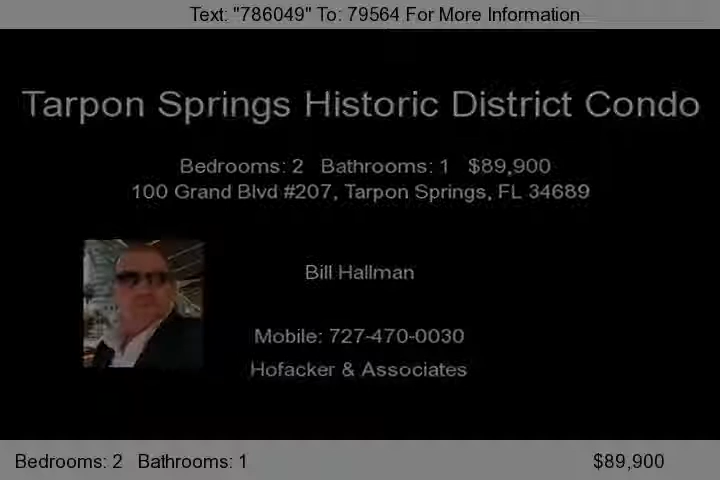 Text: "786049" To: 79564 For More Information
Tarpon Springs Historic District Condo
Bedrooms: 2 Bathrooms: 1 $89,900
100 Grand Blvd #207, Tarpon Springs, FL 34689
Bill Hallman
Mobile: 727-470-0030
Hofacker & Associates
Bedrooms: 2 Bathrooms: 1 $89,900